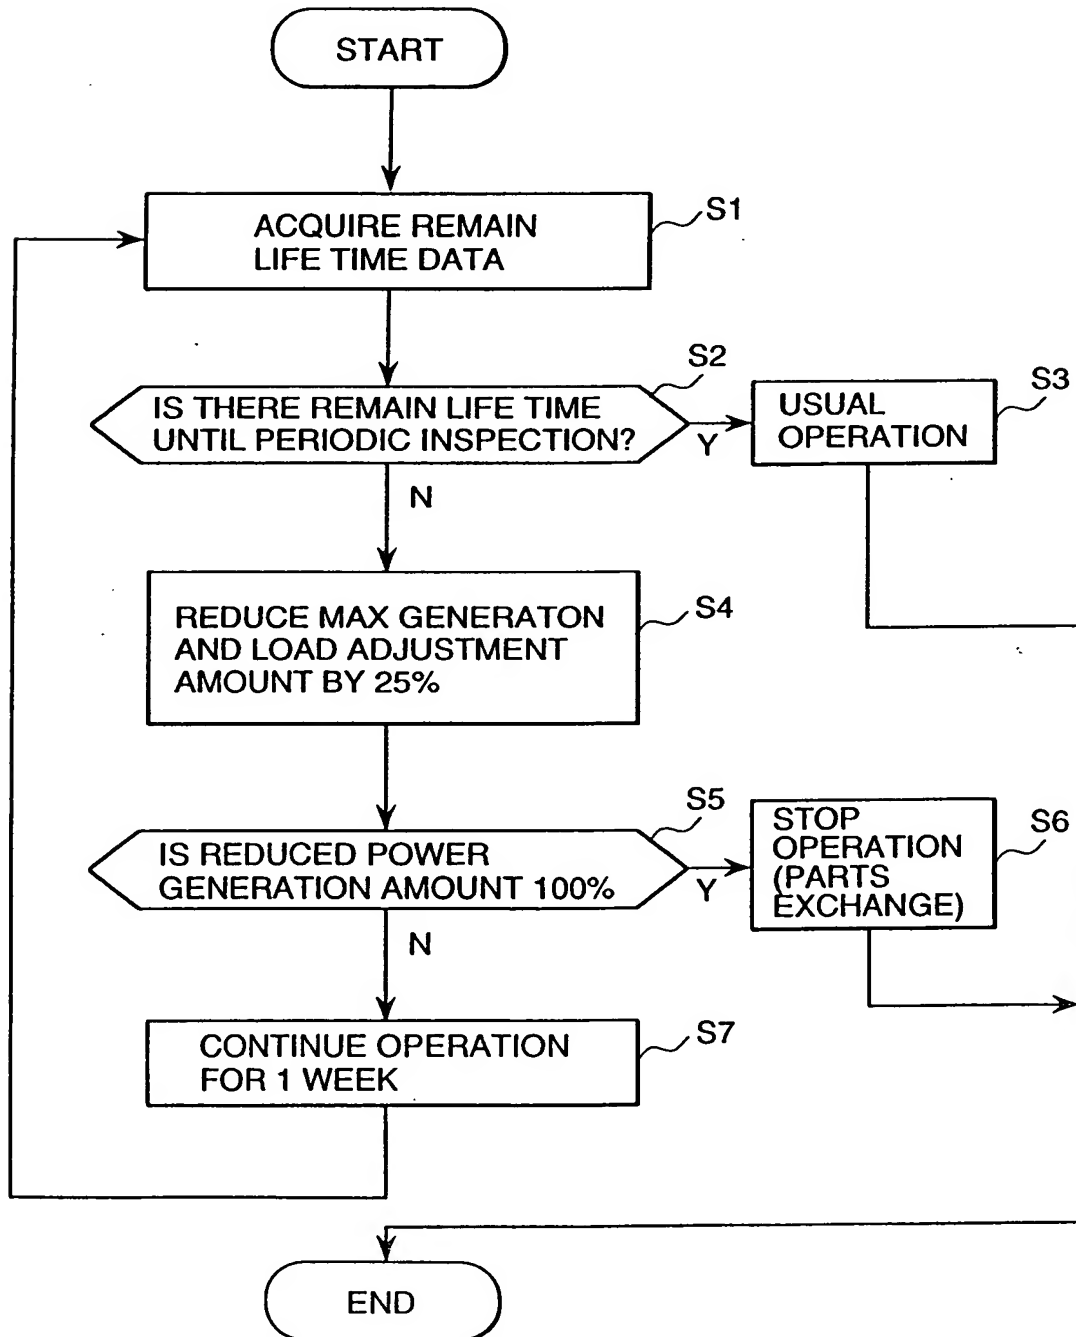 START
ACQUIRE REMAIN
LIFE TIME DATA
S1
IS THERE REMAIN LIFE TIME
UNTIL PERIODIC INSPECTION?
S2
Y
N
USUAL
OPERATION
S3
REDUCE MAX GENERATON
AND LOAD ADJUSTMENT
AMOUNT BY 25%
S4
IS REDUCED POWER
GENERATION AMOUNT 100%
S5
Y
N
STOP
OPERATION
(PARTS
EXCHANGE)
S6
CONTINUE OPERATION
FOR 1 WEEK
S7
END